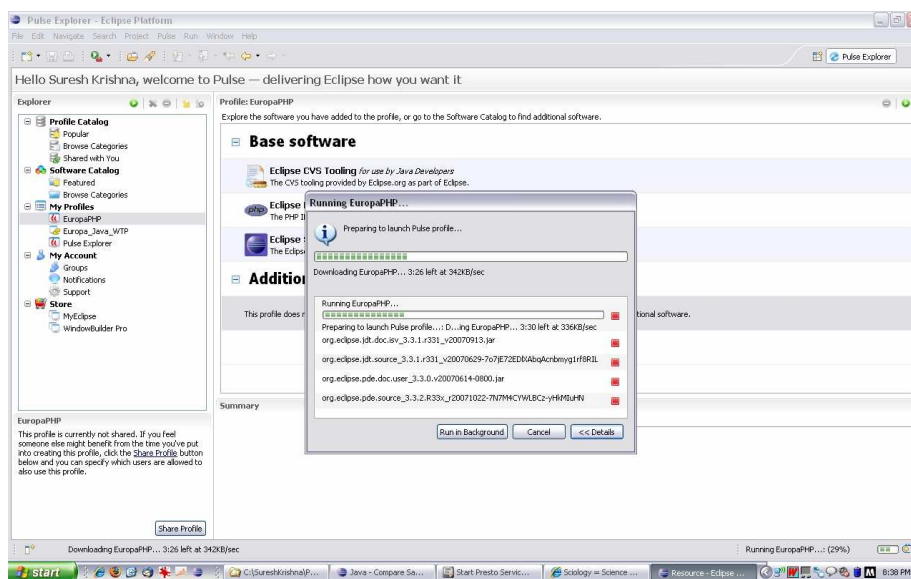 Pulse Explorer - Eclipse Platform
File Edit Navigate Search Project Pulse Run Window Help
Pulse Explorer
Hello Suresh Krishna, welcome to Pulse — delivering Eclipse how you want it
Explorer
Profile Catalog
Popular
Browse Categories
Shared with You
Software Catalog
Featured
Browse Categories
My Profiles
EuropaPHP
Europa_Java_WTP
Pulse Explorer
My Account
Groups
Notifications
Support
Store
MyEclipse
WindowBuilder Pro
EuropaPHP
This profile is currently not shared. If you feel
someone else might benefit from the time you've put
into creating this profile, click the Share Profile button
below and you can specify which users are allowed to
also use this profile.
Share Profile
Profile: EuropaPHP
Explore the software you have added to the profile, or go to the Software Catalog to find additional software.
Base software
Eclipse CVS Tooling for use by Java Developers
The CVS tooling provided by Eclipse.org as part of Eclipse.
php
Eclipse
The PHP
Eclipse
The Eclips
Addition
This profile does
tional software.
Summary
Running EuropaPHP...
Preparing to launch Pulse profile...
Downloading EuropaPHP... 3:26 left at 342KB/sec
Running EuropaPHP...
Preparing to launch Pulse profile...: D...ing EuropaPHP... 3:30 left at 336KB/sec
org.eclipse.jdt.doc.isv_3.3.1.r331_v20070913.jar
org.eclipse.pde.doc.user_3.3.0.v20070614-0800.jar
Run in Background
Cancel
<< Details
Downloading EuropaPHP... 3:26 left at 342KB/sec
Running EuropaPHP...: (29%)
start
C:\SureshKrishna\P...
Java - Compare Sa...
Start Presto Servic...
Sciology = Science ...
Resource - Eclipse ...
8:38 PM